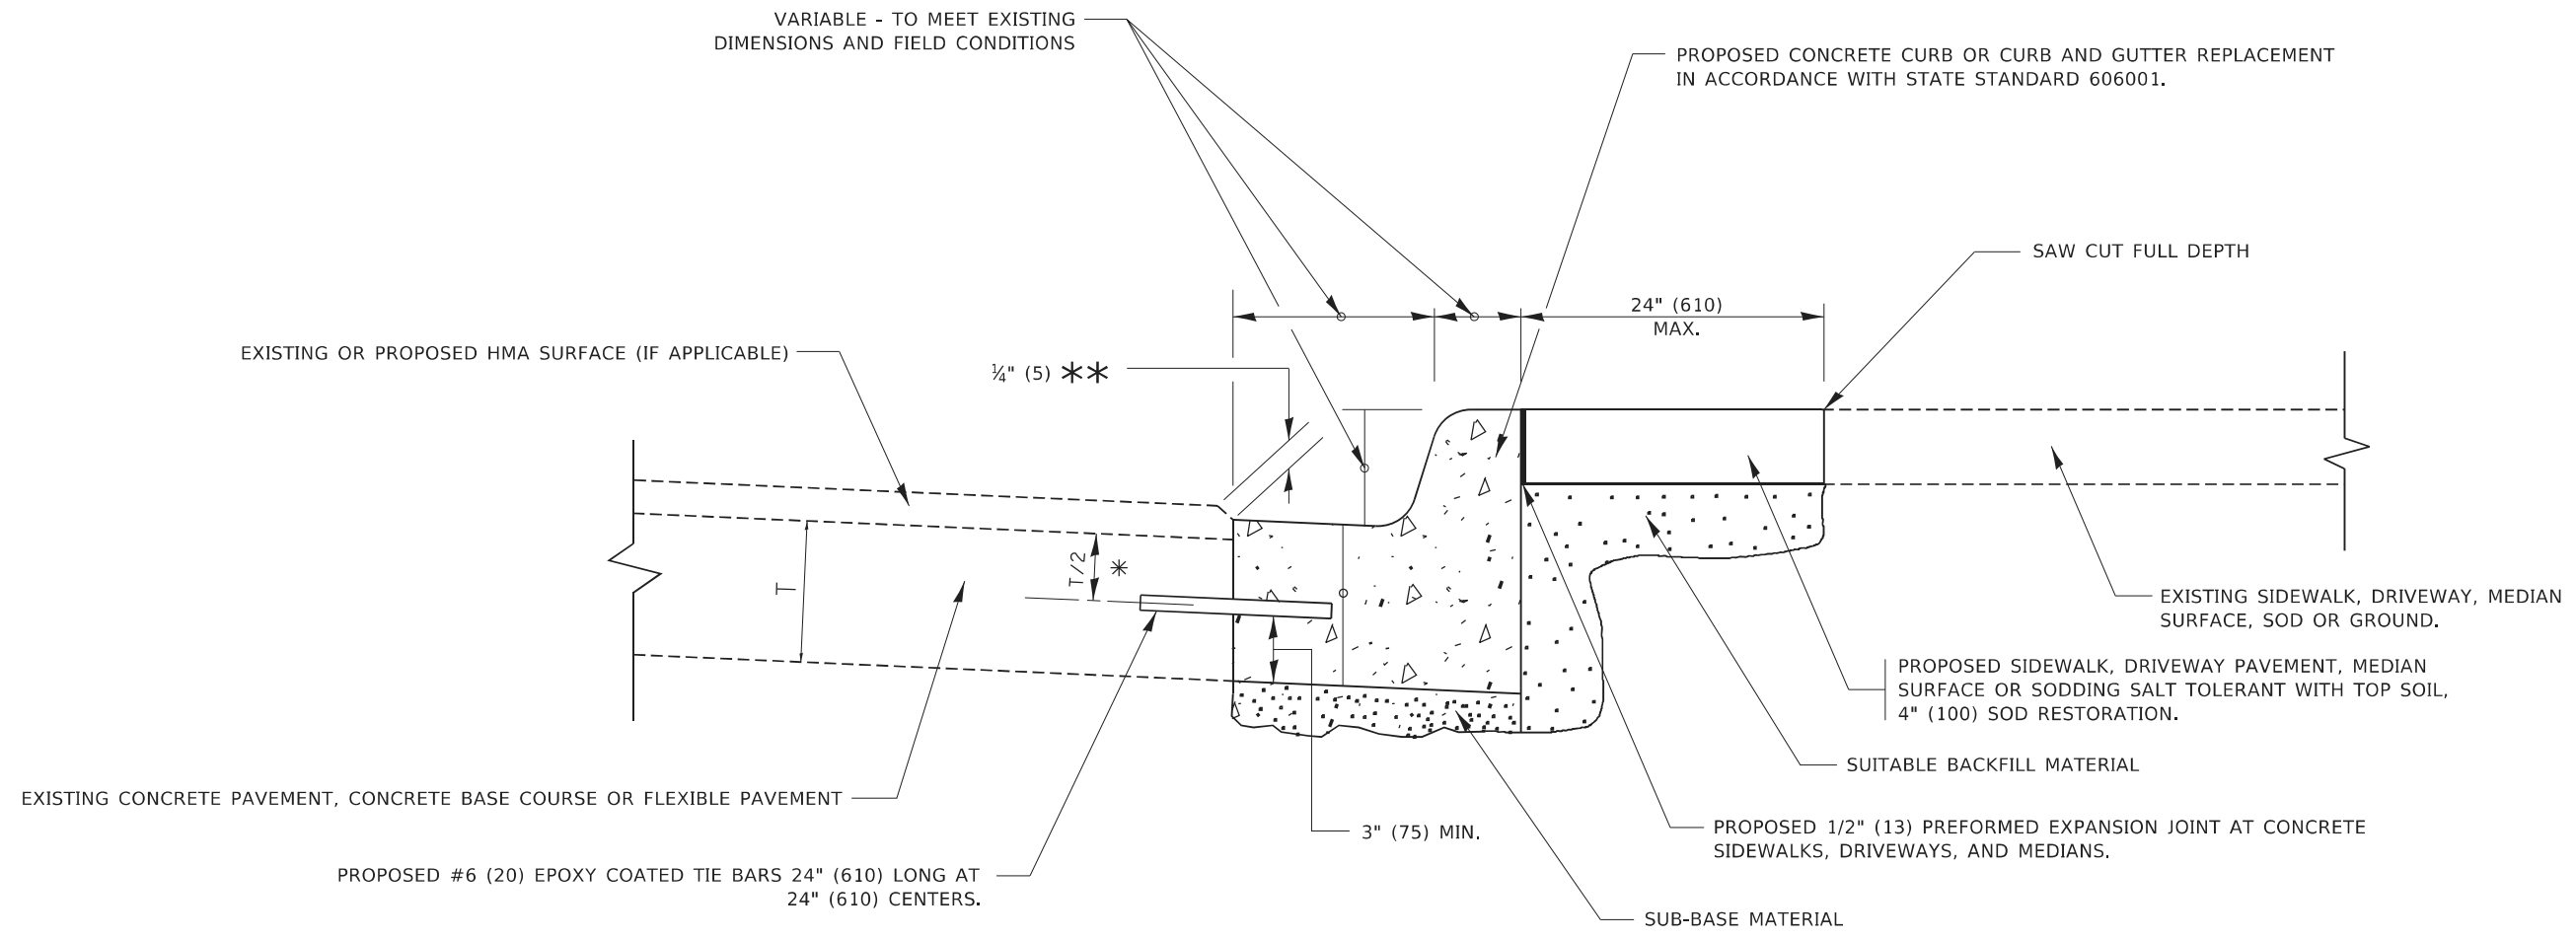 VARIABLE - TO MEET EXISTING
DIMENSIONS AND FIELD CONDITIONS
PROPOSED CONCRETE CURB OR CURB AND GUTTER REPLACEMENT
IN ACCORDANCE WITH STATE STANDARD 606001.
SAW CUT FULL DEPTH
24" (610)
MAX.
EXISTING OR PROPOSED HMA SURFACE (IF APPLICABLE)
¼" (5) **
T/2 *
T
EXISTING SIDEWALK, DRIVEWAY, MEDIAN
SURFACE, SOD OR GROUND.
PROPOSED SIDEWALK, DRIVEWAY PAVEMENT, MEDIAN
SURFACE OR SODDING SALT TOLERANT WITH TOP SOIL,
4" (100) SOD RESTORATION.
SUITABLE BACKFILL MATERIAL
EXISTING CONCRETE PAVEMENT, CONCRETE BASE COURSE OR FLEXIBLE PAVEMENT
3" (75) MIN.
PROPOSED 1/2" (13) PREFORMED EXPANSION JOINT AT CONCRETE
SIDEWALKS, DRIVEWAYS, AND MEDIANS.
PROPOSED #6 (20) EPOXY COATED TIE BARS 24" (610) LONG AT
24" (610) CENTERS.
SUB-BASE MATERIAL